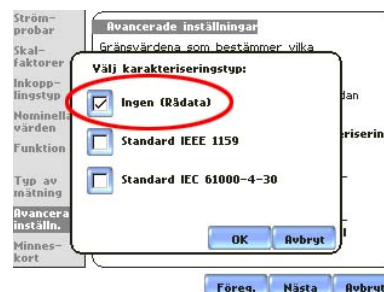 Ström-
probar
Skal-
faktorer
Inkopp-
lingstyp
Nominella
värden
Funktion
Typ av
mätning
Avancera
inställn.
Minnes-
kort
Avancerade inställningar
Gränsvärdena som bestämmer vilka
Välj karakteriseringstyp:
Ingen (Rådata)
Standard IEEE 1159
Standard IEC 61000-4-30
OK Avbryt
Föreg. Nästa Avbryt